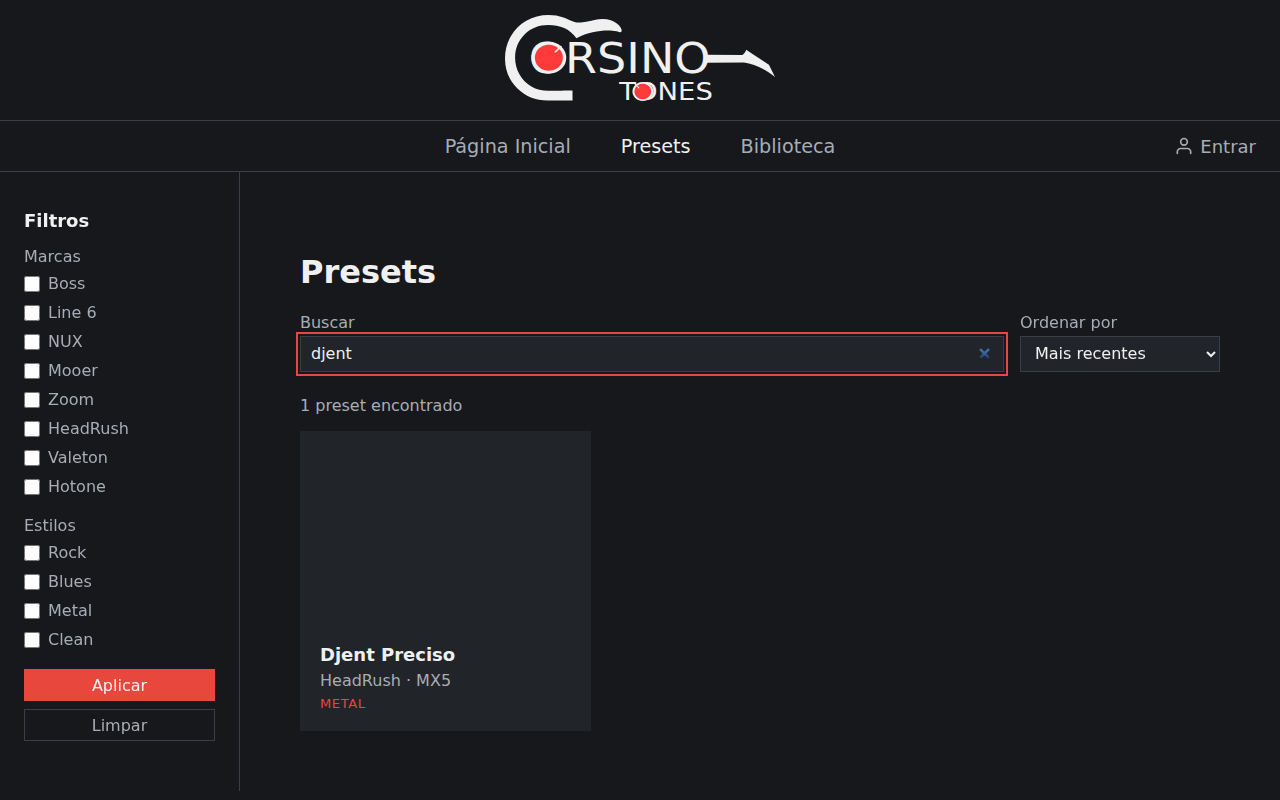 ORSINO
TONES
Página Inicial
Presets
Biblioteca
Entrar
Filtros
Marcas
Boss
Line 6
NUX
Mooer
Zoom
HeadRush
Valeton
Hotone
Estilos
Rock
Blues
Metal
Clean
Aplicar
Limpar
Presets
Buscar
djent
Ordenar por
Mais recentes
1 preset encontrado
Djent Preciso
HeadRush · MX5
METAL